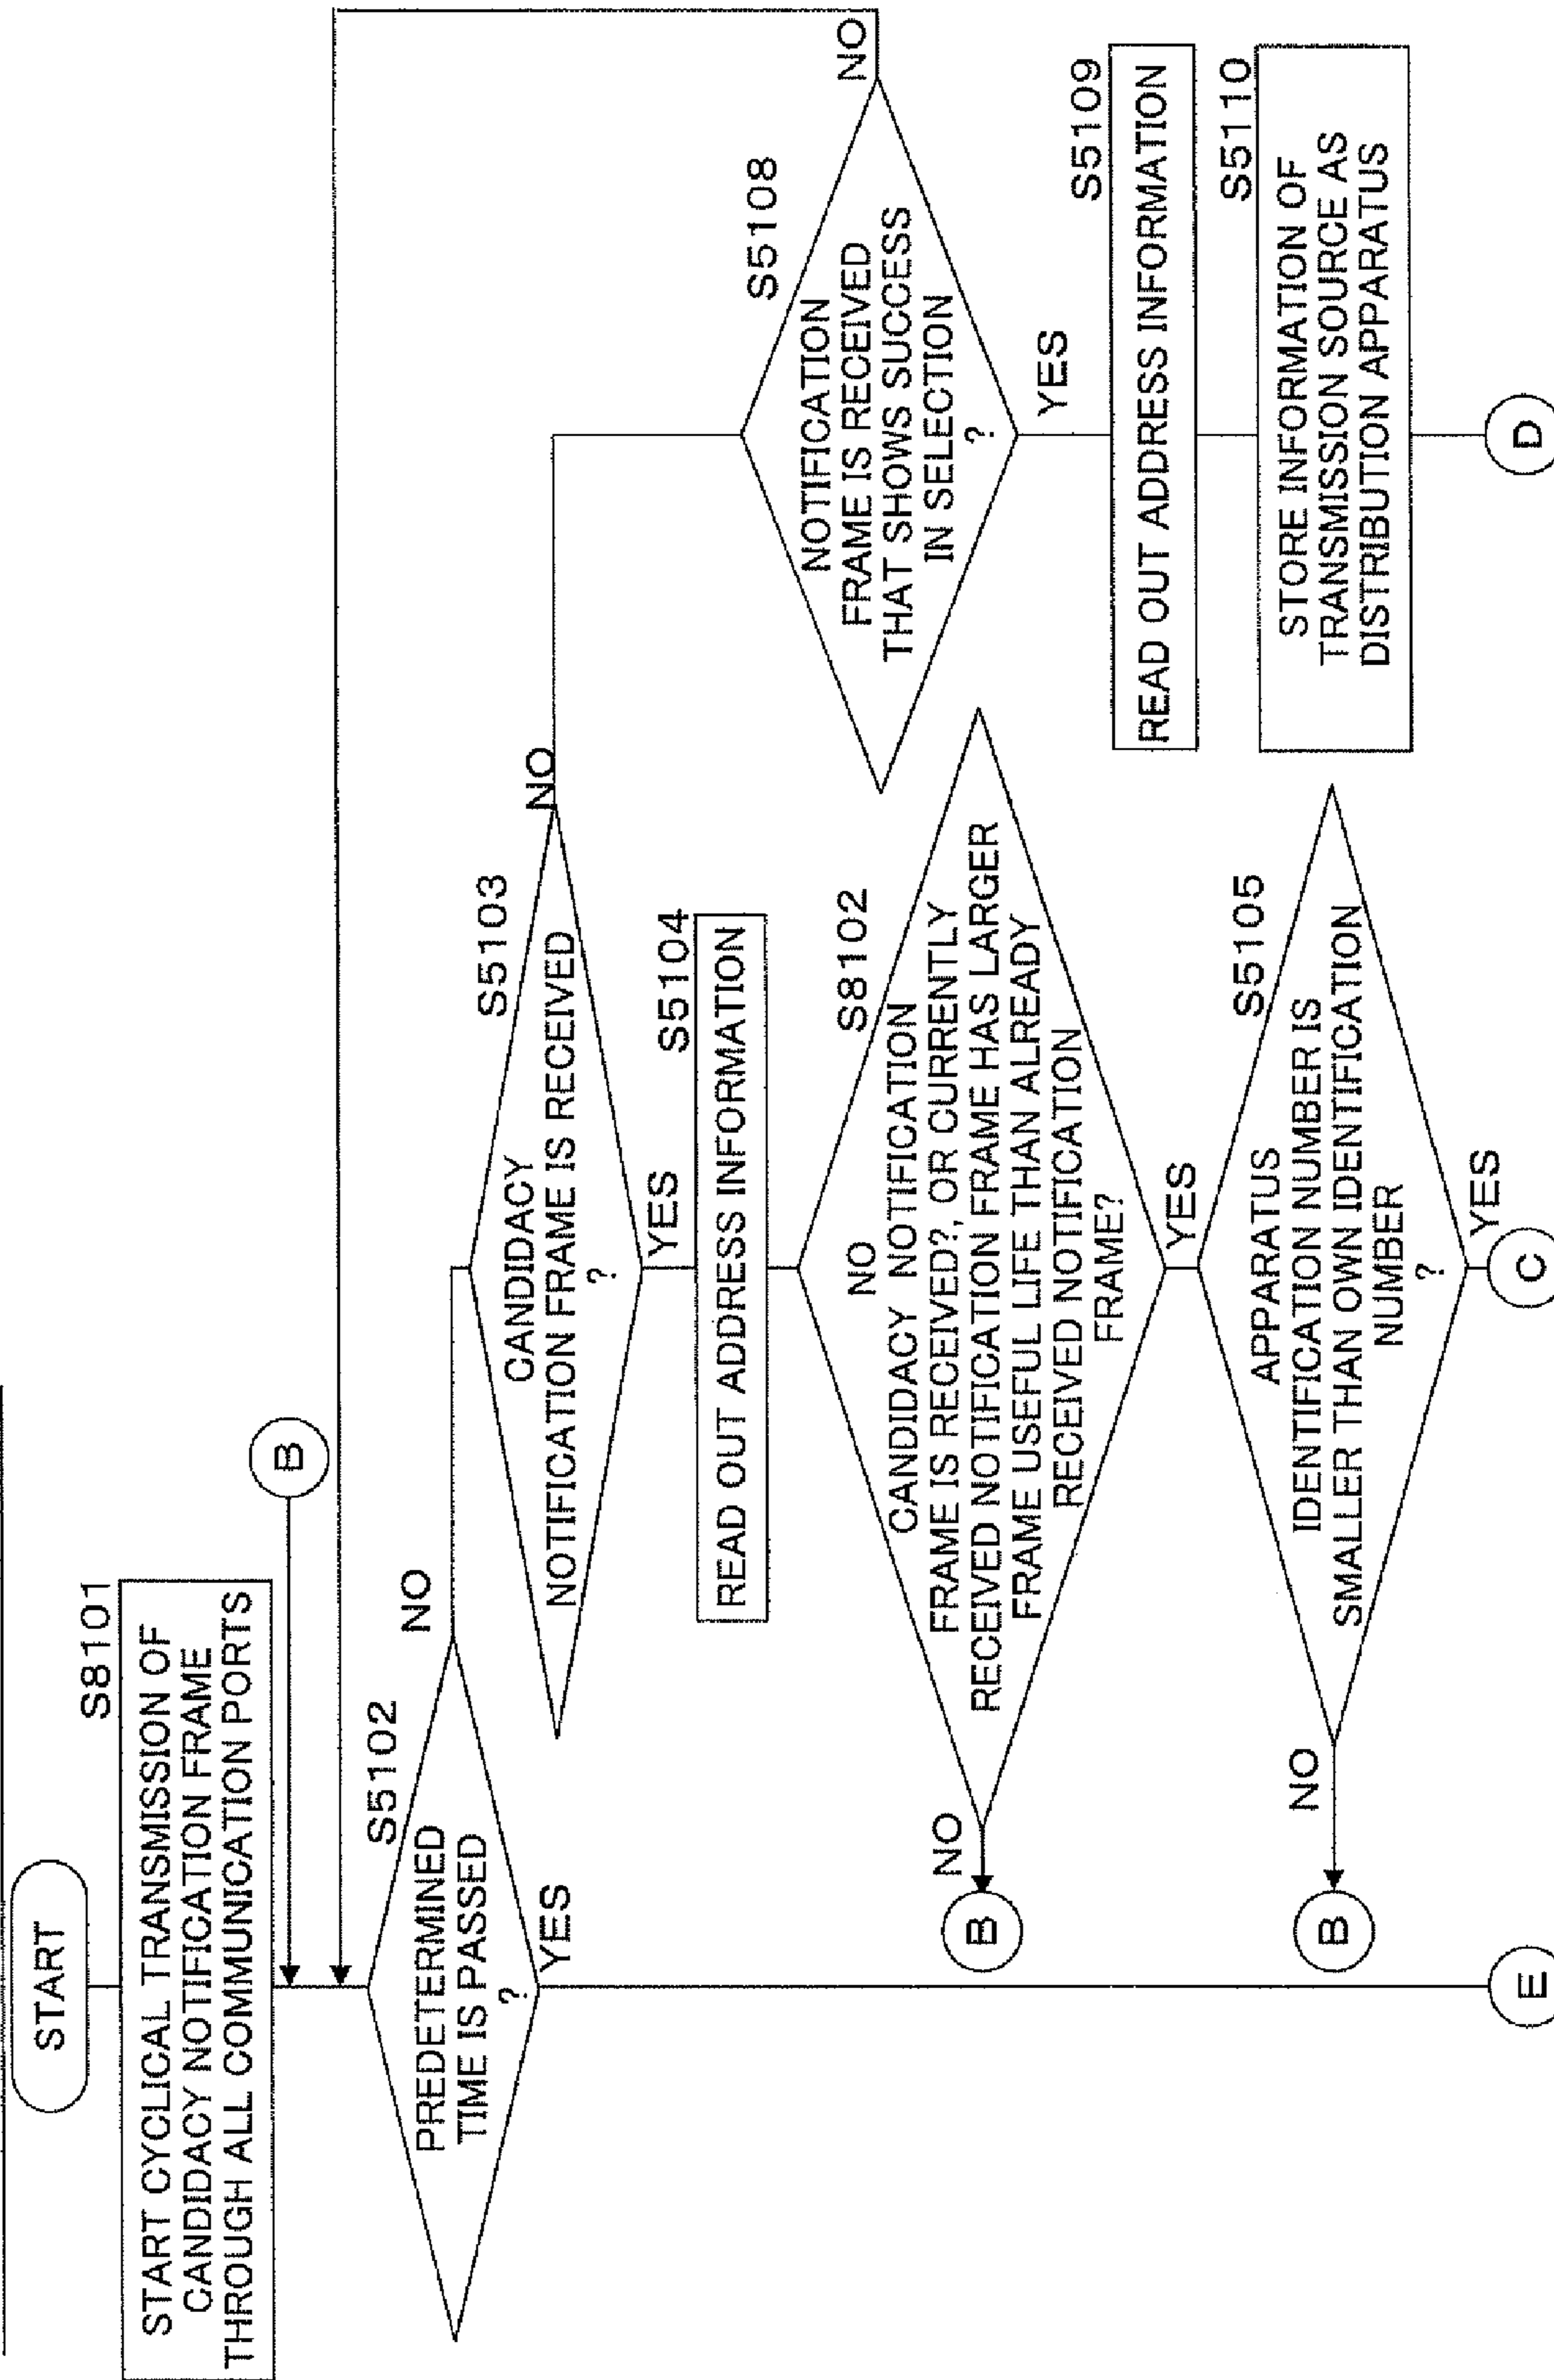 START
S8101
START CYCLICAL TRANSMISSION OF
CANDIDACY NOTIFICATION FRAME
THROUGH ALL COMMUNICATION PORTS
B
S5102
PREDETERMINED
TIME IS PASSED
?
NO
YES
S5103
CANDIDACY
NOTIFICATION FRAME IS RECEIVED
?
NO
YES
S5104
READ OUT ADDRESS INFORMATION
S8102
NO
CANDIDACY NOTIFICATION
FRAME IS RECEIVED?, OR CURRENTLY
RECEIVED NOTIFICATION FRAME HAS LARGER
FRAME USEFUL LIFE THAN ALREADY
RECEIVED NOTIFICATION
FRAME?
NO
B
YES
S5105
APPARATUS
IDENTIFICATION NUMBER IS
SMALLER THAN OWN IDENTIFICATION
NUMBER
?
NO
B
YES
C
E
S5108
NOTIFICATION
FRAME IS RECEIVED
THAT SHOWS SUCCESS
IN SELECTION
?
NO
YES
S5109
READ OUT ADDRESS INFORMATION
S5110
STORE INFORMATION OF
TRANSMISSION SOURCE AS
DISTRIBUTION APPARATUS
D